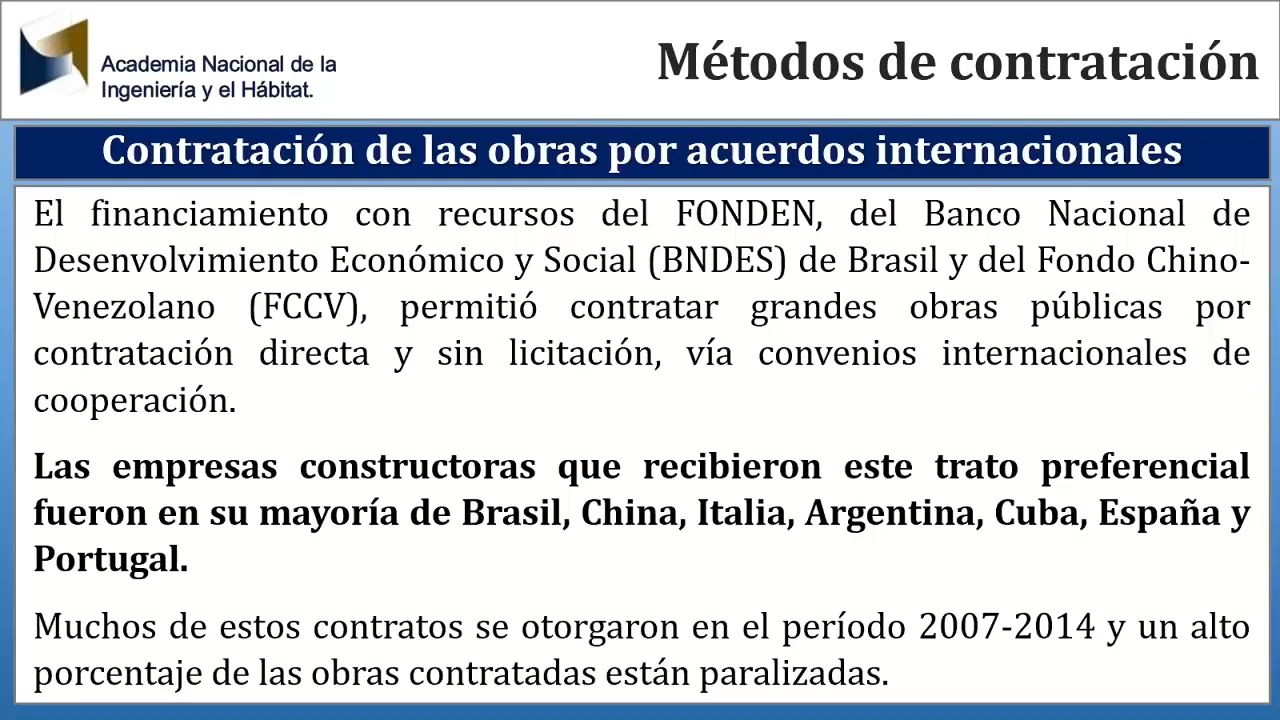 Academia Nacional de la
Ingeniería y el Hábitat.
Métodos de contratación
Contratación de las obras por acuerdos internacionales
El financiamiento con recursos del FONDEN, del Banco Nacional de
Desenvolvimiento Económico y Social (BNDES) de Brasil y del Fondo Chino-
Venezolano (FCCV), permitió contratar grandes obras públicas por
contratación directa y sin licitación, vía convenios internacionales de
cooperación.
Las empresas constructoras que recibieron este trato preferencial
fueron en su mayoría de Brasil, China, Italia, Argentina, Cuba, España y
Portugal.
Muchos de estos contratos se otorgaron en el período 2007-2014 y un alto
porcentaje de las obras contratadas están paralizadas.